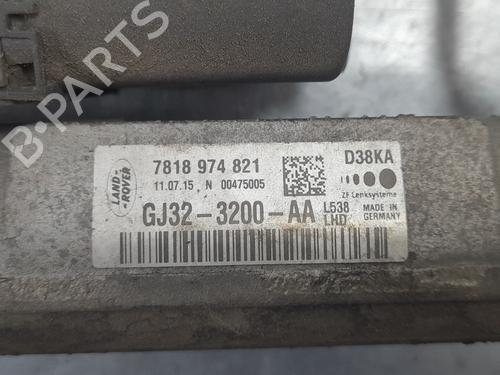 B-PARTS
LAND-
ROVER
7818 974 821
11.07.15 N 00475005
D38KA
ZF Lenksysteme
GJ32-3200-AA
L538
LHD
MADE IN
GERMANY